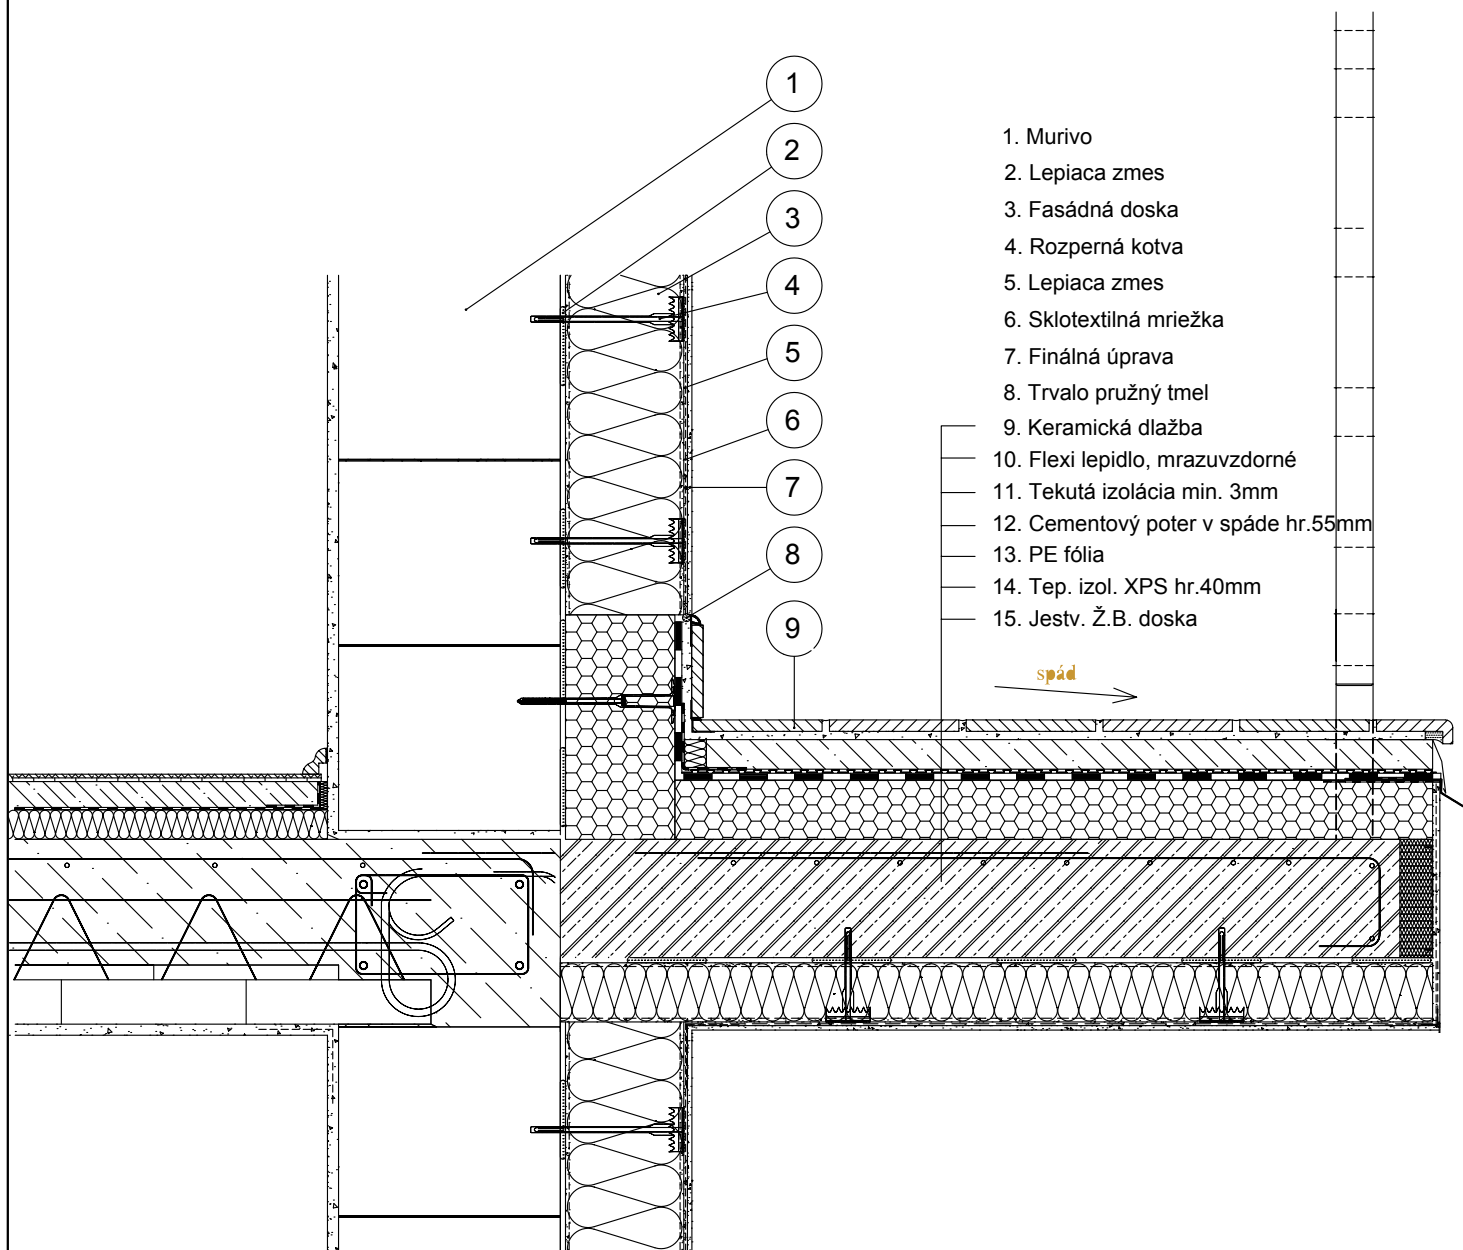 1
2
3
4
5
6
7
8
9
1. Murivo
2. Lepiaca zmes
3. Fasádná doska
4. Rozperná kotva
5. Lepiaca zmes
6. Sklotextilná mriežka
7. Finálná úprava
8. Trvalo pružný tmel
9. Keramická dlažba
10. Flexi lepidlo, mrazuvzdorné
11. Tekutá izolácia min. 3mm
12. Cementový poter v spáde hr.55mm
13. PE fólia
14. Tep. izol. XPS hr.40mm
15. Jestv. Ž.B. doska
spád